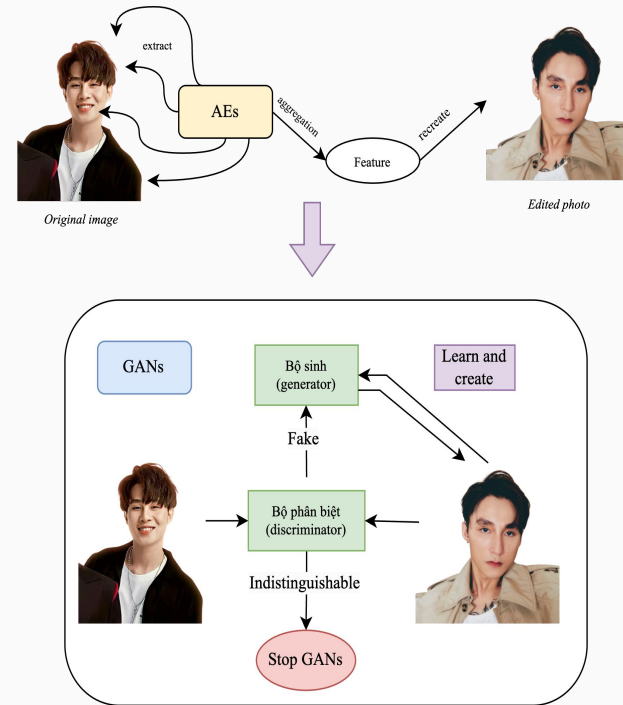 extract
AEs
aggregation
Feature
recreate
Original image
Edited photo
GANs
Bộ sinh
(generator)
Learn and
create
Fake
Bộ phân biệt
(discriminator)
Indistinguishable
Stop GANs